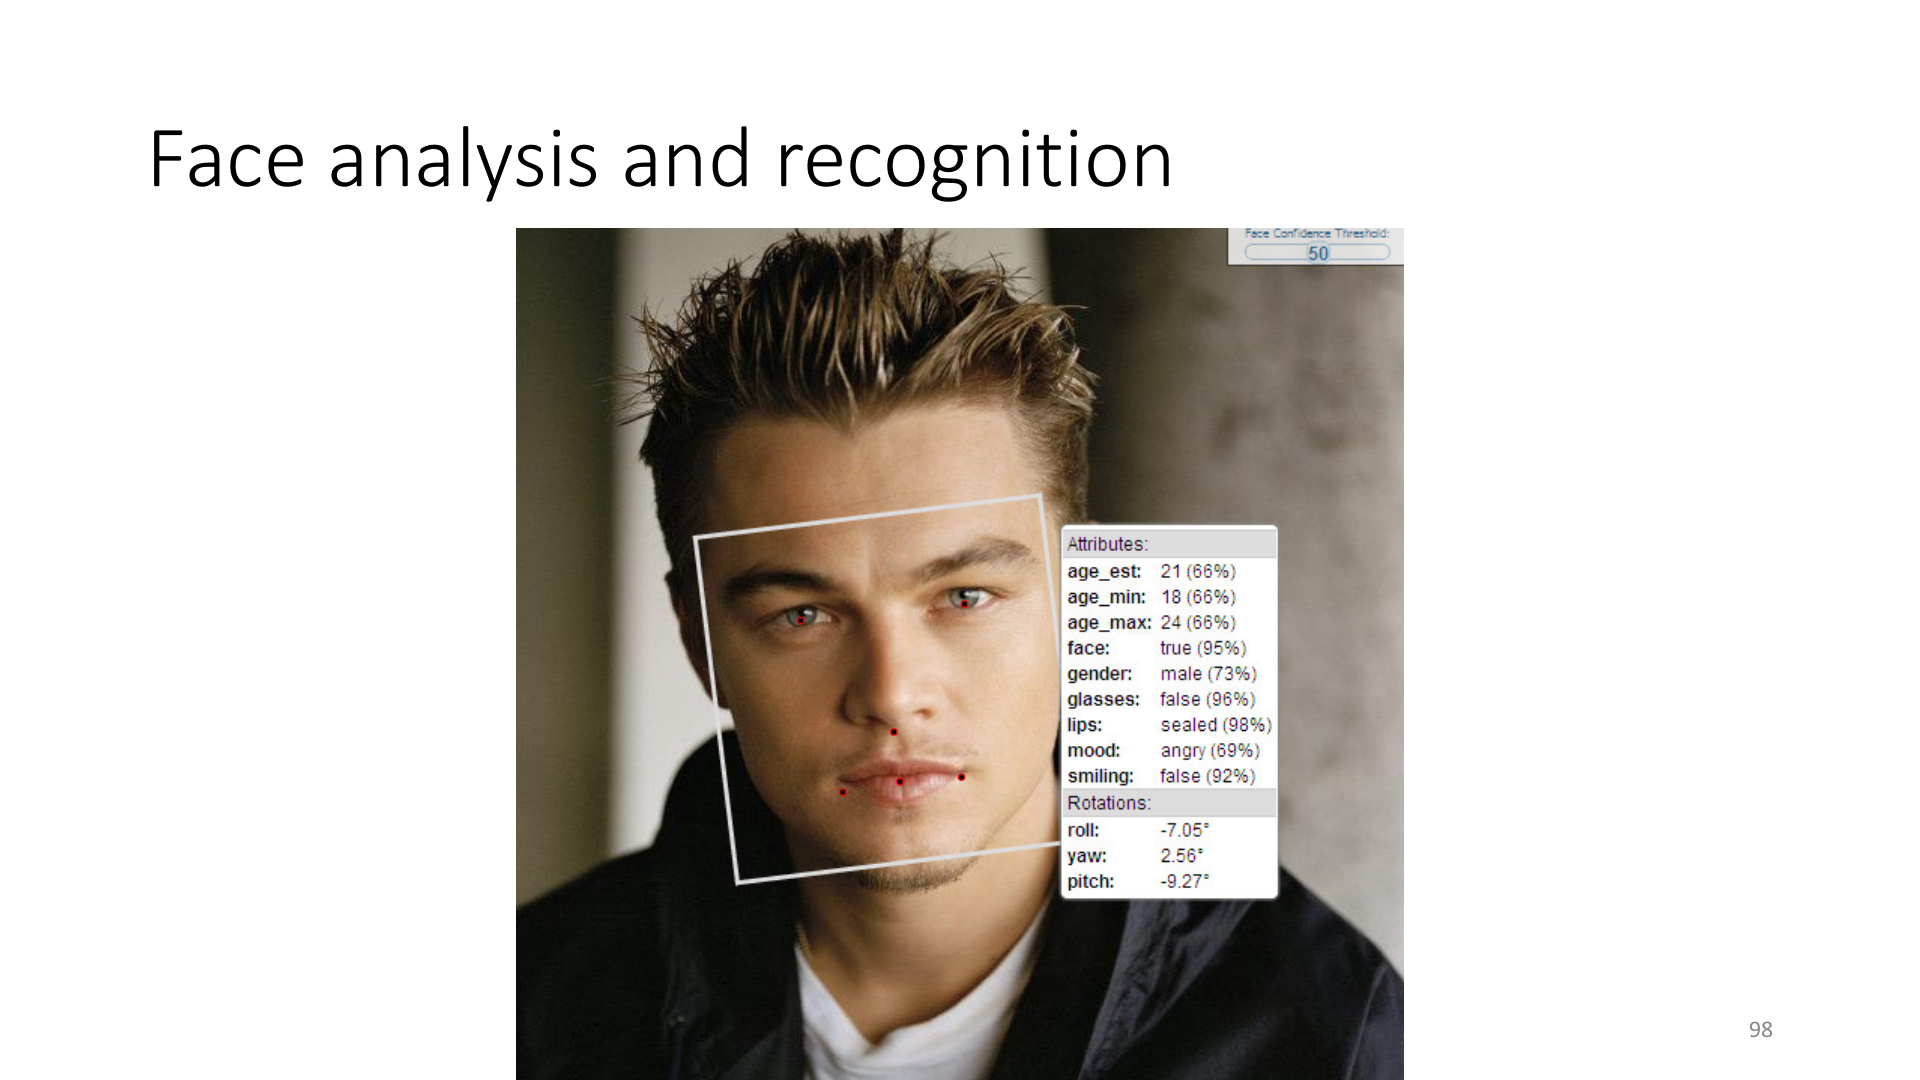 Face analysis and recognition
Face Confidence Threshold:
50
Attributes:
age_est: 21 (66%)
age_min: 18 (66%)
age_max: 24 (66%)
face: true (95%)
gender: male (73%)
glasses: false (96%)
lips: sealed (98%)
mood: angry (69%)
smiling: false (92%)
Rotations:
roll: -7.05°
yaw: 2.56°
pitch: -9.27°
98